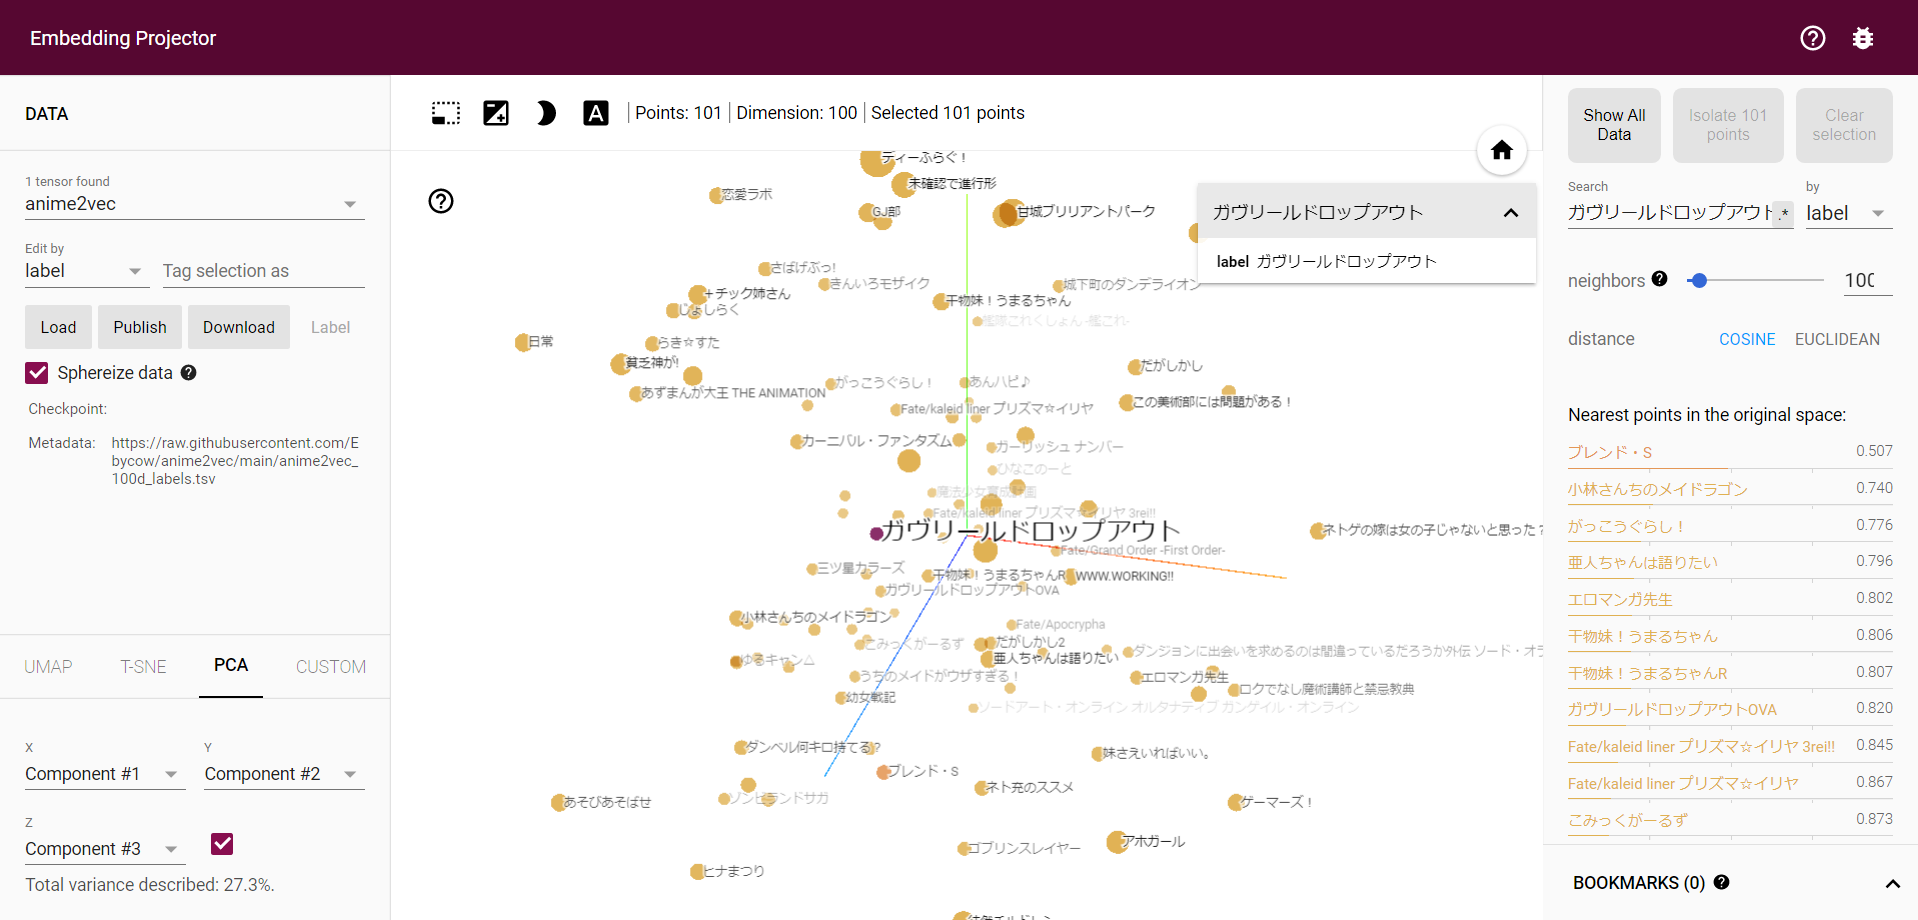 Embedding Projector
DATA
1 tensor found
anime2vec
Edit by
label
Tag selection as
Load
Publish
Download
Label
Sphereize data
Checkpoint:
Metadata:
https://raw.githubusercontent.com/E
bycow/anime2vec/main/anime2vec_
100d_labels.tsv
UMAP
T-SNE
PCA
CUSTOM
X
Component #1
Y
Component #2
Z
Component #3
Total variance described: 27.3%.
Points: 101
Dimension: 100
Selected 101 points
ディーふらぐ！
未確認で進行形
恋愛ラボ
GJ部
甘城ブリリアントパーク
さばげぶっ!
きんいろモザイク
城下町のダンデライオン
+チック姉さん
じょしらく
干物妹！うまるちゃん
艦隊これくしょん -艦これ-
日常
らき☆すた
貧乏神が!
だがしかし
がっこうぐらし！
あんハピ♪
あずまんが大王 THE ANIMATION
この美術部には問題がある！
Fate/kaleid liner プリズマ☆イリヤ
カーニバル・ファンタズム
ガーリッシュ ナンバー
ひなこのーと
魔法少女育成計画
Fate/kaleid liner プリズマ☆イリヤ 3rei!!
ガヴリールドロップアウト
ネトゲの嫁は女の子じゃないと思った？
Fate/Grand Order -First Order-
三ツ星カラーズ
干物妹！うまるちゃんR
WWW.WORKING!!
ガヴリールドロップアウトOVA
小林さんちのメイドラゴン
Fate/Apocrypha
こみっくがーるず
だがしかし2
ダンジョンに出会いを求めるのは間違っているだろうか外伝 ソード・オラ
亜人ちゃんは語りたい
ゆるキャン△
うちのメイドがウザすぎる！
エロマンガ先生
ロクでなし魔術講師と禁忌教典
幼女戦記
ソードアート・オンライン オルタナティブ ガンゲイル・オンライン
ダンベル何キロ持てる？
妹さえいればいい。
ブレンド・S
ネト充のススメ
ゾンビランドサガ
あそびあそばせ
ゲーマーズ！
アホガール
ゴブリンスレイヤー
ヒナまつり
ガヴリールドロップアウト
label ガヴリールドロップアウト
Show All
Data
Isolate 101
points
Clear
selection
Search
ガヴリールドロップアウト
.*
by
label
neighbors
100
distance
COSINE
EUCLIDEAN
Nearest points in the original space:
ブレンド・S 0.507
小林さんちのメイドラゴン 0.740
がっこうぐらし！ 0.776
亜人ちゃんは語りたい 0.796
エロマンガ先生 0.802
干物妹！うまるちゃん 0.806
干物妹！うまるちゃんR 0.807
ガヴリールドロップアウトOVA 0.820
Fate/kaleid liner プリズマ☆イリヤ 3rei!! 0.845
Fate/kaleid liner プリズマ☆イリヤ 0.867
こみっくがーるず 0.873
BOOKMARKS (0)